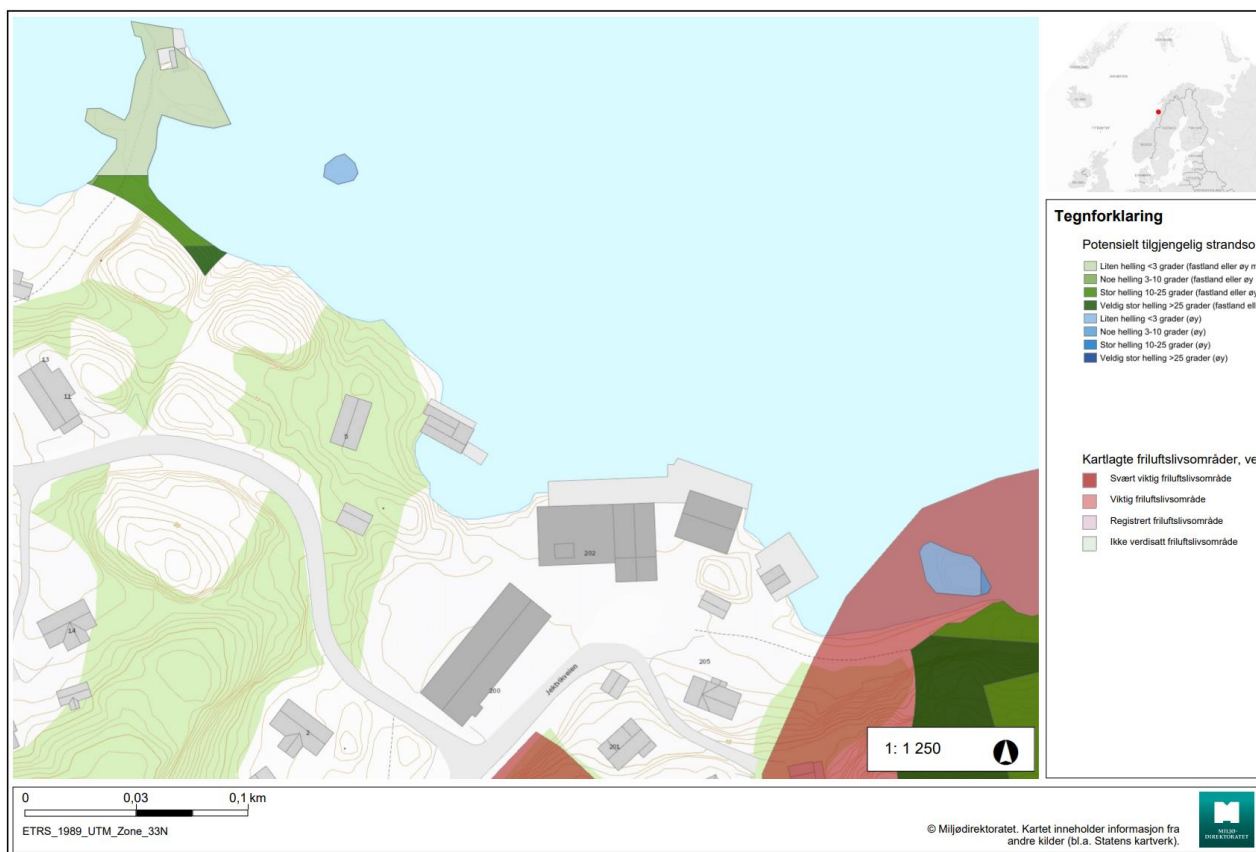 13
11
5
14
2
202
200
Jektvikveien
205
201
1: 1 250
Tegnforklaring
Potensielt tilgjengelig strandso
Liten helling <3 grader (fastland eller øy m
Noe helling 3-10 grader (fastland eller øy
Stor helling 10-25 grader (fastland eller øy
Veldig stor helling >25 grader (fastland elle
Liten helling <3 grader (øy)
Noe helling 3-10 grader (øy)
Stor helling 10-25 grader (øy)
Veldig stor helling >25 grader (øy)
Kartlagte friluftslivsområder, ve
Svært viktig friluftslivsområde
Viktig friluftslivsområde
Registrert friluftslivsområde
Ikke verdisatt friluftslivsområde
0 0,03 0,1 km
ETRS_1989_UTM_Zone_33N
© Miljødirektoratet. Kartet inneholder informasjon fra
andre kilder (bl.a. Statens kartverk).
MILJØ-
DIREKTORATET